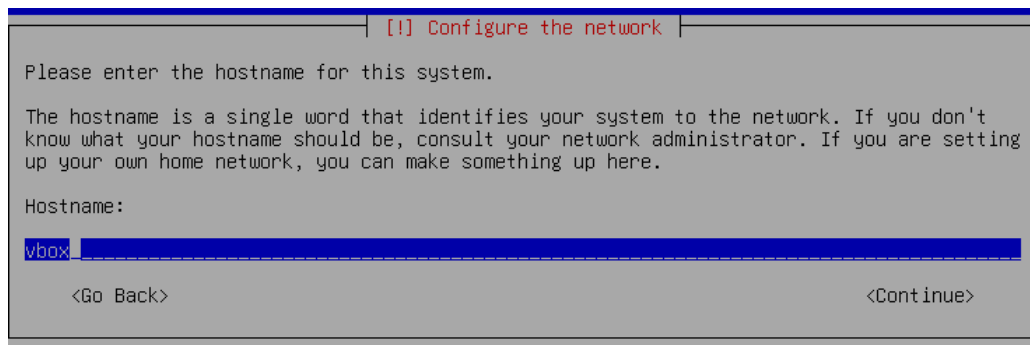 [!] Configure the network
Please enter the hostname for this system.
The hostname is a single word that identifies your system to the network. If you don't
know what your hostname should be, consult your network administrator. If you are setting
up your own home network, you can make something up here.
Hostname:
vbox
<Go Back> <Continue>